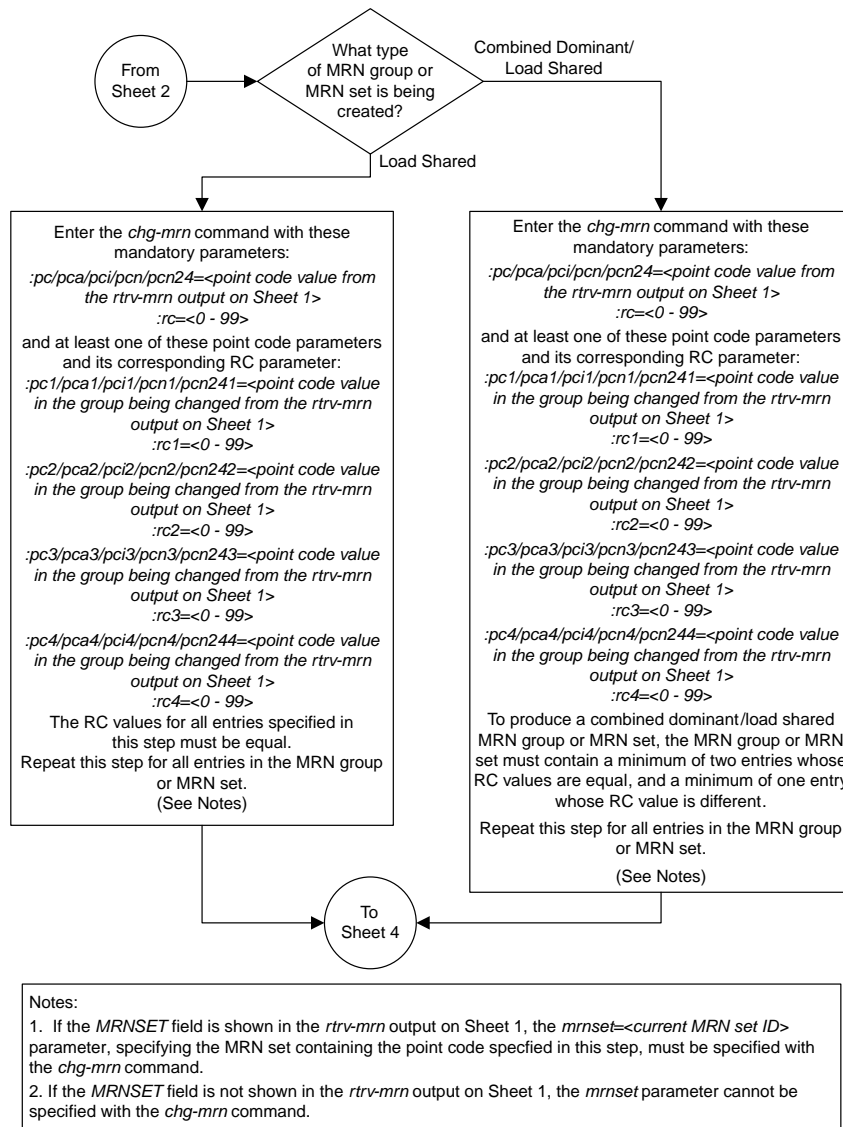 From
Sheet 2
What type
of MRN group or
MRN set is being
created?
Combined Dominant/
Load Shared
Load Shared
Enter the chg-mrn command with these
mandatory parameters:
:pc/pca/pci/pcn/pcn24=<point code value from
the rtrv-mrn output on Sheet 1>
:rc=<0 - 99>
and at least one of these point code parameters
and its corresponding RC parameter:
:pc1/pca1/pci1/pcn1/pcn241=<point code value
in the group being changed from the rtrv-mrn
output on Sheet 1>
:rc1=<0 - 99>
:pc2/pca2/pci2/pcn2/pcn242=<point code value
in the group being changed from the rtrv-mrn
output on Sheet 1>
:rc2=<0 - 99>
:pc3/pca3/pci3/pcn3/pcn243=<point code value
in the group being changed from the rtrv-mrn
output on Sheet 1>
:rc3=<0 - 99>
:pc4/pca4/pci4/pcn4/pcn244=<point code value
in the group being changed from the rtrv-mrn
output on Sheet 1>
:rc4=<0 - 99>
The RC values for all entries specified in
this step must be equal.
Repeat this step for all entries in the MRN group
or MRN set.
(See Notes)
Enter the chg-mrn command with these
mandatory parameters:
:pc/pca/pci/pcn/pcn24=<point code value from
the rtrv-mrn output on Sheet 1>
:rc=<0 - 99>
and at least one of these point code parameters
and its corresponding RC parameter:
:pc1/pca1/pci1/pcn1/pcn241=<point code value
in the group being changed from the rtrv-mrn
output on Sheet 1>
:rc1=<0 - 99>
:pc2/pca2/pci2/pcn2/pcn242=<point code value
in the group being changed from the rtrv-mrn
output on Sheet 1>
:rc2=<0 - 99>
:pc3/pca3/pci3/pcn3/pcn243=<point code value
in the group being changed from the rtrv-mrn
output on Sheet 1>
:rc3=<0 - 99>
:pc4/pca4/pci4/pcn4/pcn244=<point code value
in the group being changed from the rtrv-mrn
output on Sheet 1>
:rc4=<0 - 99>
To produce a combined dominant/load shared
MRN group or MRN set, the MRN group or MRN
set must contain a minimum of two entries whose
RC values are equal, and a minimum of one entry
whose RC value is different.
Repeat this step for all entries in the MRN group
or MRN set.
(See Notes)
To
Sheet 4
Notes:
1. If the MRNSET field is shown in the rtrv-mrn output on Sheet 1, the mrnset=<current MRN set ID>
parameter, specifying the MRN set containing the point code specfied in this step, must be specified with
the chg-mrn command.
2. If the MRNSET field is not shown in the rtrv-mrn output on Sheet 1, the mrnset parameter cannot be
specified with the chg-mrn command.